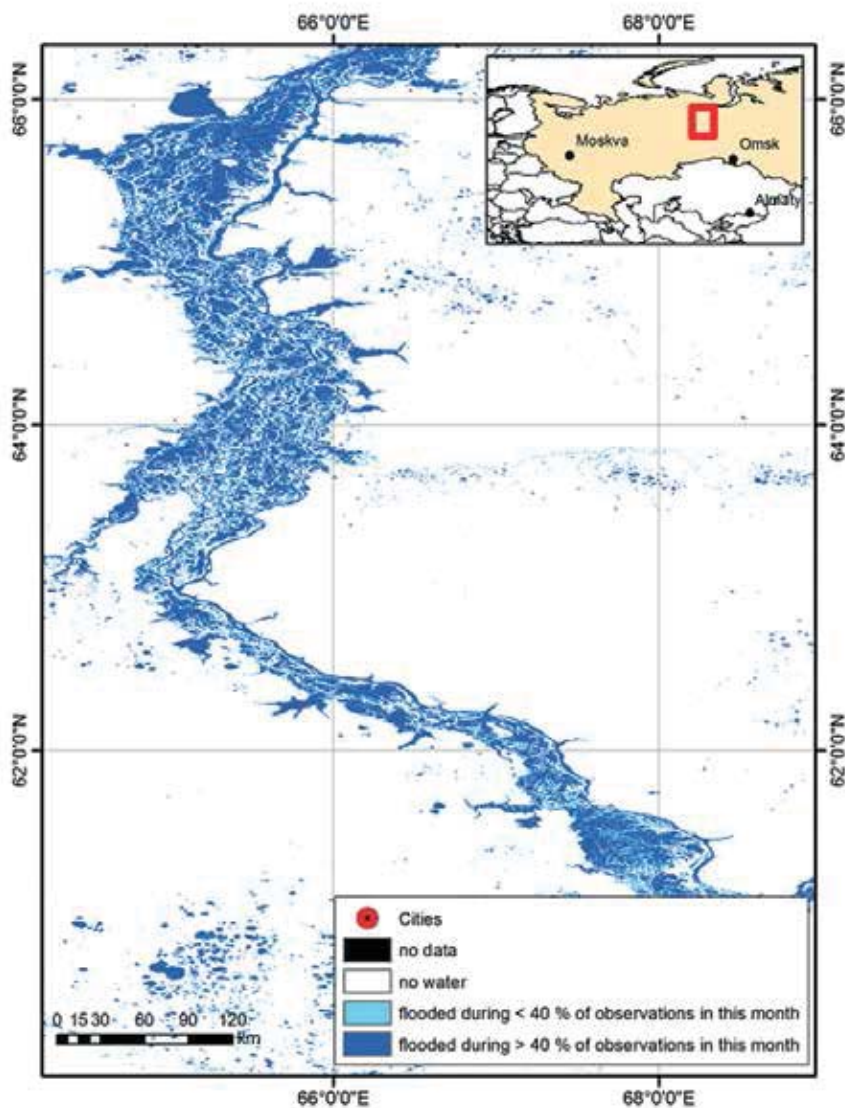 66°0'0"E 68°0'0"E
66°0'0"N
66°0'0"N
Moskva
Omsk
Almaty
64°0'0"N
64°0'0"N
62°0'0"N
62°0'0"N
Cities
no data
no water
flooded during < 40 % of observations in this month
flooded during > 40 % of observations in this month
0 15 30 60 90 120
Km
66°0'0"E 68°0'0"E